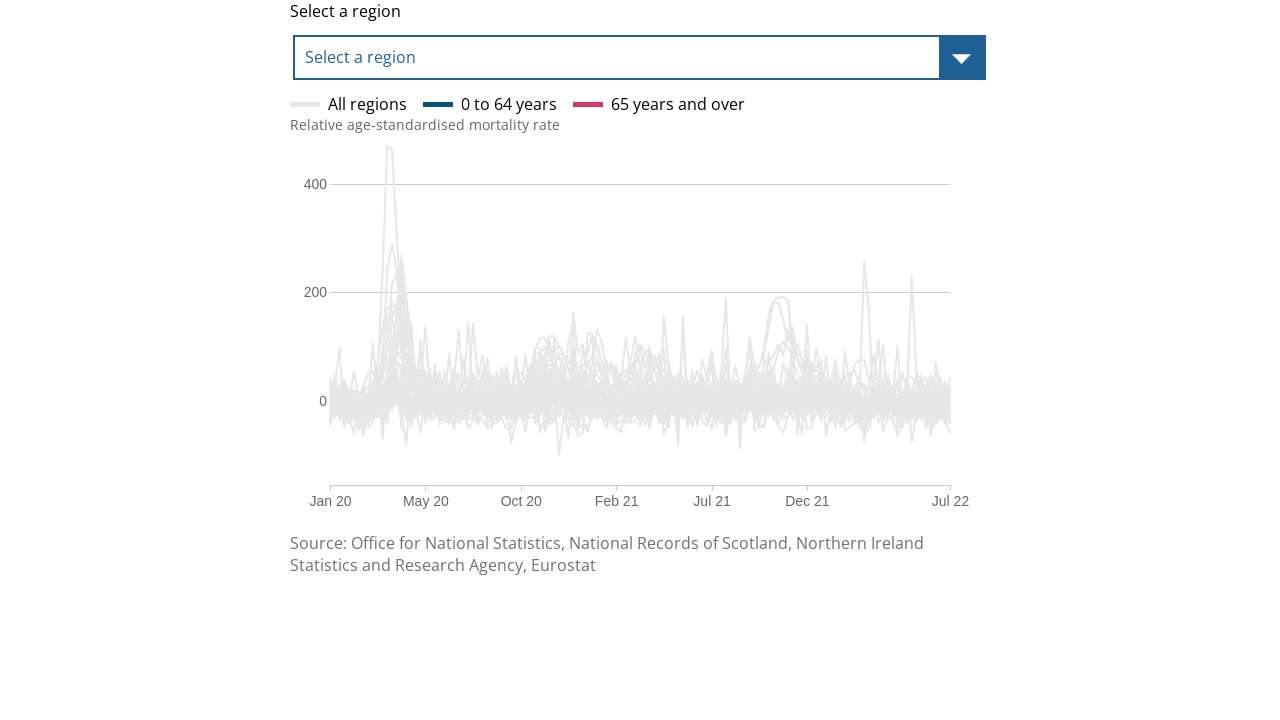 Select a region
Select a region
All regions 0 to 64 years 65 years and over
Relative age-standardised mortality rate
400
200
0
Jan 20 May 20 Oct 20 Feb 21 Jul 21 Dec 21 Jul 22
Source: Office for National Statistics, National Records of Scotland, Northern Ireland
Statistics and Research Agency, Eurostat